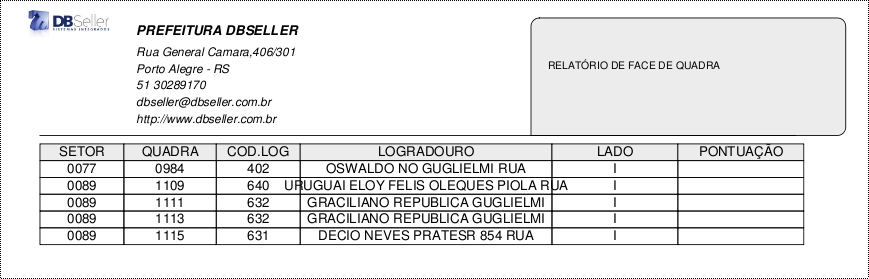 DBSeller
SISTEMAS INTEGRADOS
PREFEITURA DBSELLER
Rua General Camara,406/301
Porto Alegre - RS
51 30289170
dbseller@dbseller.com.br
http://www.dbseller.com.br
RELATÓRIO DE FACE DE QUADRA
SETOR QUADRA COD.LOG LOGRADOURO LADO PONTUAÇÃO
0077 0984 402 OSWALDO NO GUGLIELMI RUA I
0089 1109 640 URUGUAI ELOY FELIS OLEQUES PIOLA RUA I
0089 1111 632 GRACILIANO REPUBLICA GUGLIELMI I
0089 1113 632 GRACILIANO REPUBLICA GUGLIELMI I
0089 1115 631 DECIO NEVES PRATESR 854 RUA I